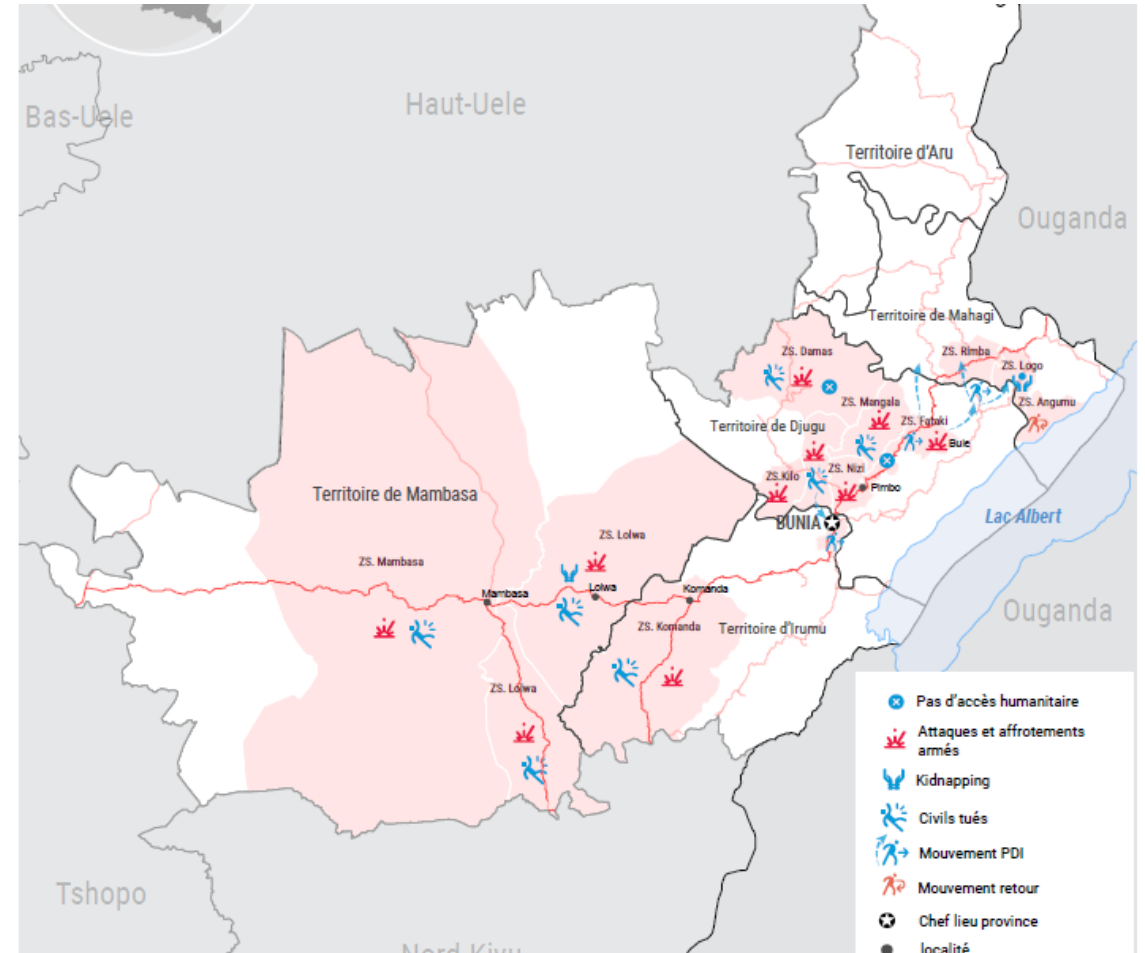 Bas-Uele
Haut-Uele
Territoire d'Aru
Ouganda
Territoire de Mahagi
ZS. Damas
ZS. Rimba
ZS. Logo
ZS. Mangala
ZS. Angumu
Territoire de Djugu
ZS. Fataki
Bule
ZS.Kilo
ZS. Nizi
Pimbo
Territoire de Mambasa
BUNIA
Lac Albert
ZS. Lolwa
ZS. Mambasa
Mambasa
Lolwa
Komanda
Ouganda
ZS. Komanda
Territoire d'Irumu
ZS. Lolwa
Pas d'accès humanitaire
Attaques et affrotements
armés
Kidnapping
Civils tués
Mouvement PDI
Mouvement retour
Chef lieu province
localité
Tshopo
Nord-Kivu